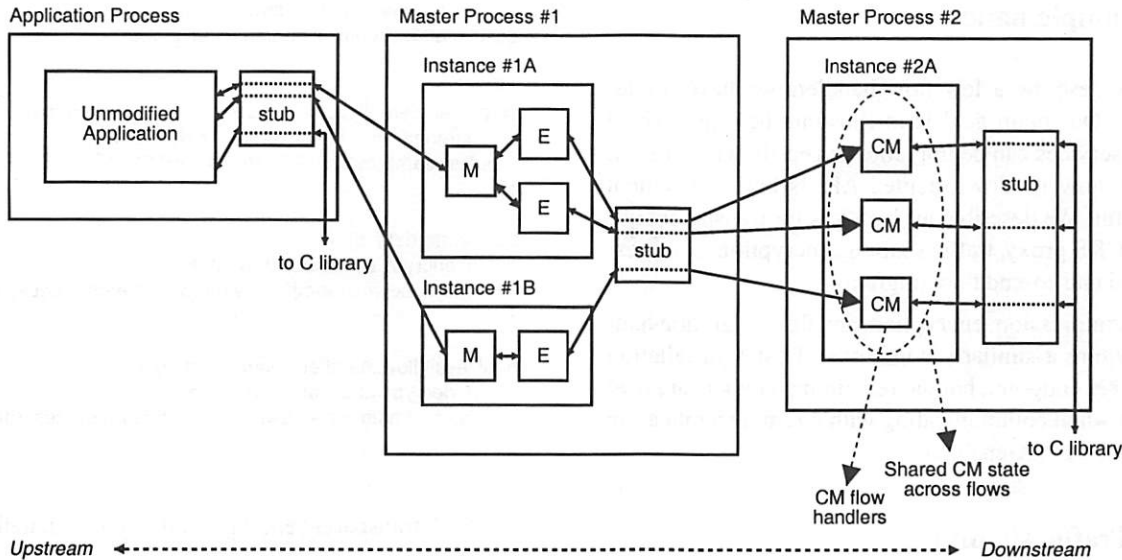 Application Process
Master Process #1
Master Process #2
Unmodified
Application
stub
to C library
Instance #1A
M
E
E
Instance #1B
M
E
stub
Instance #2A
CM
CM
CM
stub
to C library
CM flow
handlers
Shared CM state
across flows
Upstream
Downstream